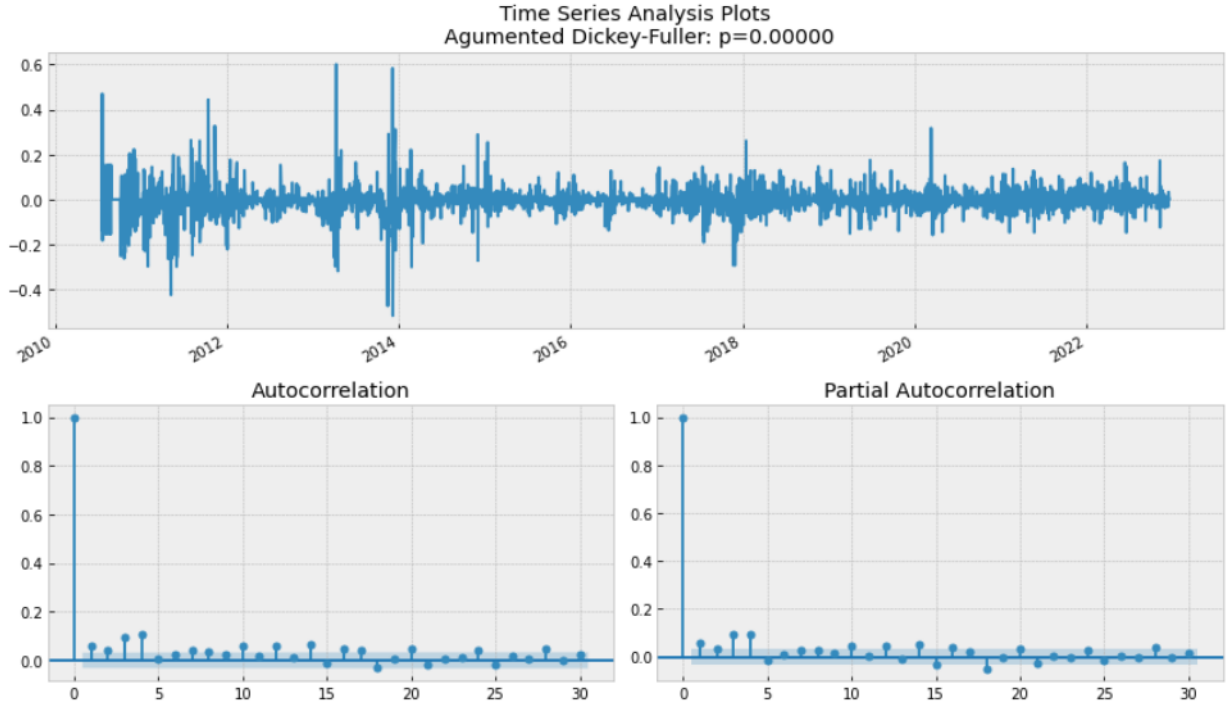 Time Series Analysis Plots
Agumented Dickey-Fuller: p=0.00000
0.6
0.4
0.2
0.0
−0.2
−0.4
2010 2012 2014 2016 2018 2020 2022
Autocorrelation
1.0
0.8
0.6
0.4
0.2
0.0
0 5 10 15 20 25 30
Partial Autocorrelation
1.0
0.8
0.6
0.4
0.2
0.0
0 5 10 15 20 25 30